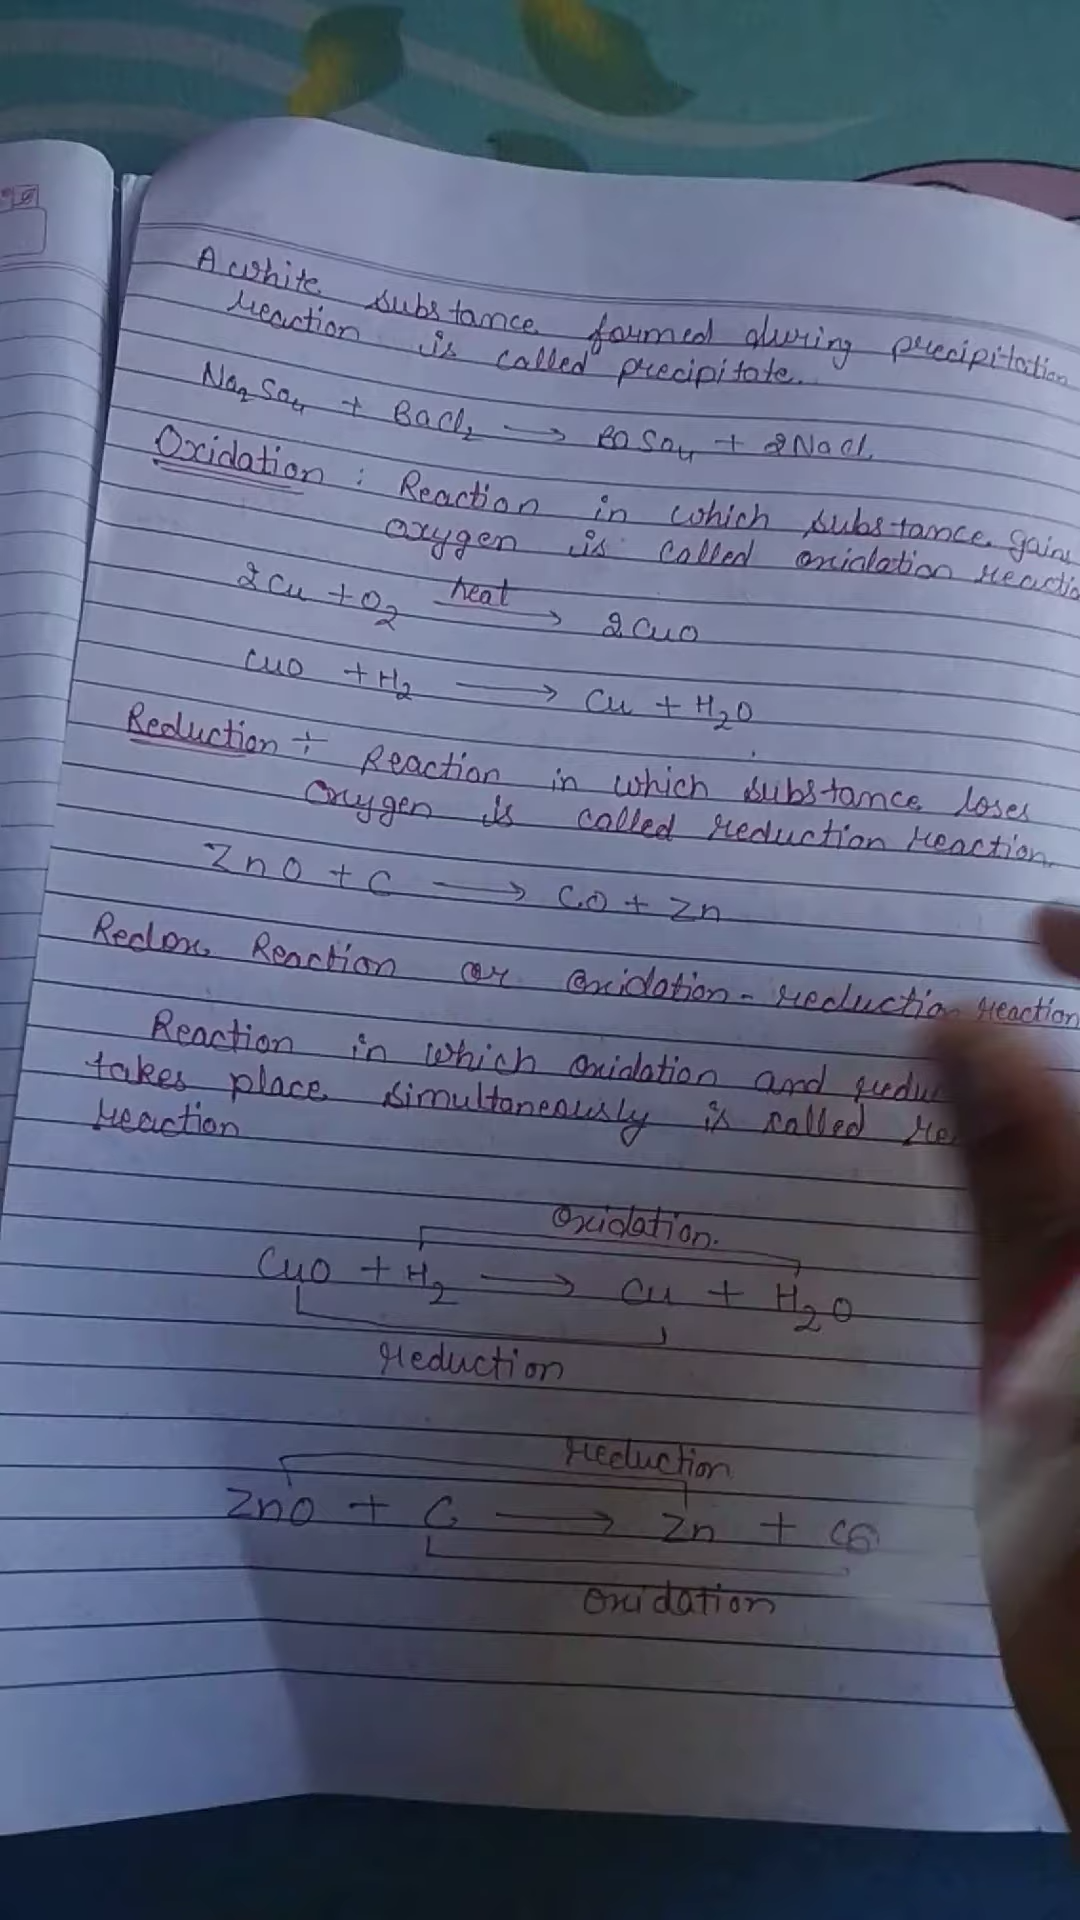 A white substance formed during precipitation
reaction is called precipitate.
Na₂So₄ + BaCl₂ → BaSo₄ + 2NaCl.
Oxidation : Reaction in which substance gains
oxygen is called oxidation reactio
2Cu + O₂ heat → 2CuO
CuO + H₂ → Cu + H₂O
Reduction ÷ Reaction in which substance loses
oxygen is called reduction reaction.
ZnO + C → CO + Zn
Redox Reaction or oxidation - reduction reaction
Reaction in which oxidation and reduc
takes place simultaneously is called re
reaction
oxidation.
CuO + H₂ → Cu + H₂O
reduction
reduction
ZnO + C → Zn + CO
oxidation